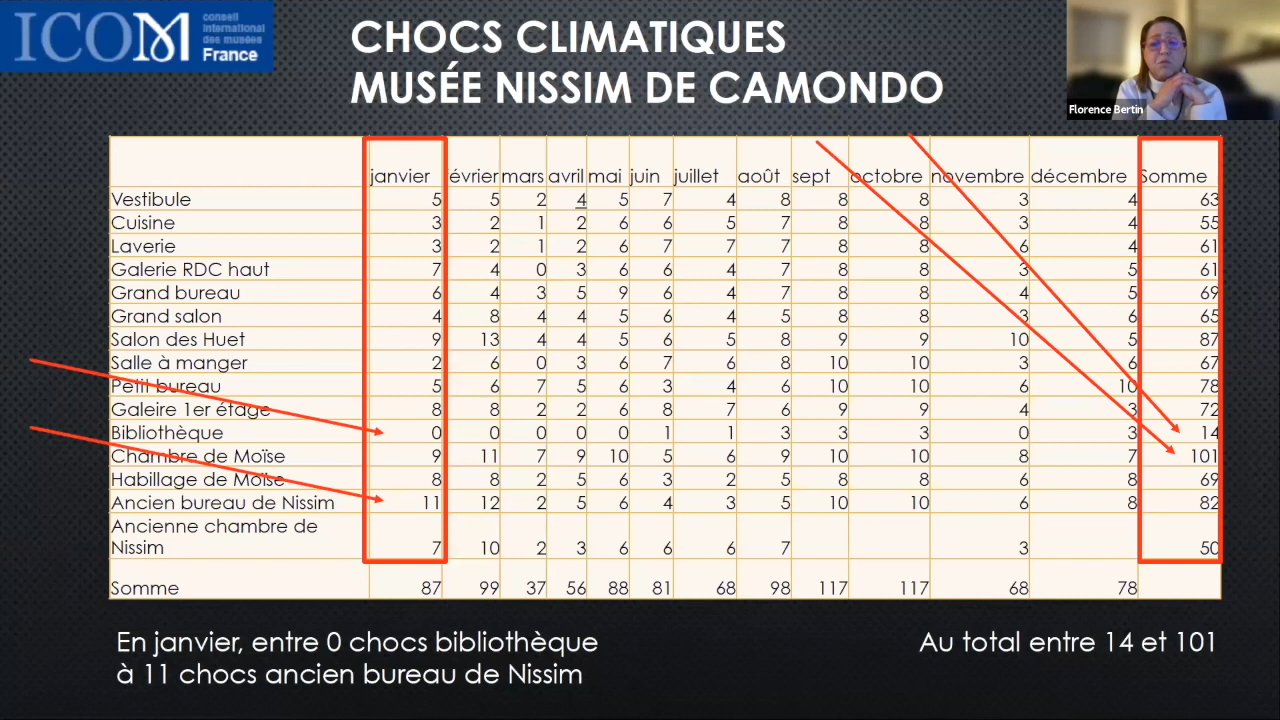 ICOM conseil international des musées France
CHOCS CLIMATIQUES
MUSÉE NISSIM DE CAMONDO
Florence Bertin
janvier évrier mars avril mai juin juillet août sept octobre novembre décembre Somme
Vestibule 5 5 2 4 5 7 4 8 8 8 3 4 63
Cuisine 3 2 1 2 6 6 5 7 8 8 3 4 55
Laverie 3 2 1 2 6 7 7 7 8 8 6 4 61
Galerie RDC haut 7 4 0 3 6 6 4 7 8 8 3 5 61
Grand bureau 6 4 3 5 9 6 4 7 8 8 4 5 69
Grand salon 4 8 4 4 5 6 4 5 8 8 3 6 65
Salon des Huet 9 13 4 4 5 6 5 8 9 9 10 5 87
Salle à manger 2 6 0 3 6 7 6 8 10 10 3 6 67
Petit bureau 5 6 7 5 6 3 4 6 10 10 6 10 78
Galeire 1er étage 8 8 2 2 6 8 7 6 9 9 4 3 72
Bibliothèque 0 0 0 0 0 1 1 3 3 3 0 3 14
Chambre de Moïse 9 11 7 9 10 5 6 9 10 10 8 7 101
Habillage de Moïse 8 8 2 5 6 3 2 5 8 8 6 8 69
Ancien bureau de Nissim 11 12 2 5 6 4 3 5 10 10 6 8 82
Ancienne chambre de
Nissim 7 10 2 3 6 6 6 7 3 50
Somme 87 99 37 56 88 81 68 98 117 117 68 78
En janvier, entre 0 chocs bibliothèque
à 11 chocs ancien bureau de Nissim
Au total entre 14 et 101